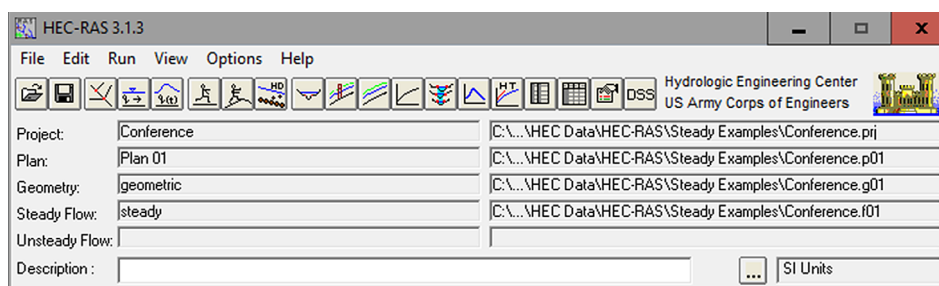 HEC-RAS 3.1.3
File Edit Run View Options Help
HD HT DSS Hydrologic Engineering Center
US Army Corps of Engineers
Project: Conference C:\...\HEC Data\HEC-RAS\Steady Examples\Conference.prj
Plan: Plan 01 C:\...\HEC Data\HEC-RAS\Steady Examples\Conference.p01
Geometry: geometric C:\...\HEC Data\HEC-RAS\Steady Examples\Conference.g01
Steady Flow: steady C:\...\HEC Data\HEC-RAS\Steady Examples\Conference.f01
Unsteady Flow:
Description : ... SI Units